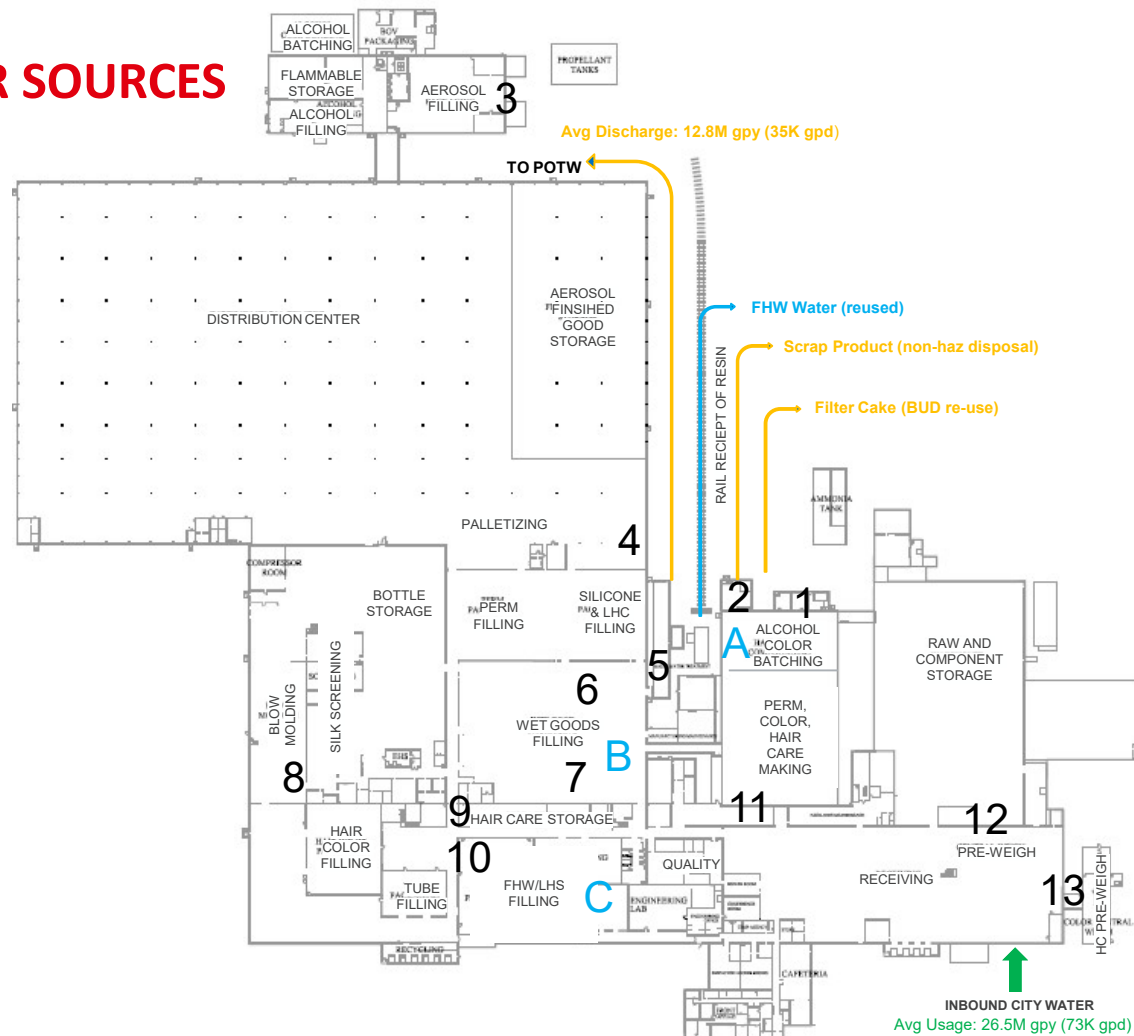 R SOURCES
ALCOHOL
BATCHING
BOV
PACKAGING
PROPELLANT
TANKS
FLAMMABLE
STORAGE
AEROSOL
FILLING
3
ALCOHOL
FILLING
Avg Discharge: 12.8M gpy (35K gpd)
TO POTW
DISTRIBUTION CENTER
AEROSOL
FINSIHED
GOOD
STORAGE
FHW Water (reused)
Scrap Product (non-haz disposal)
Filter Cake (BUD re-use)
RAIL RECIEPT OF RESIN
AMMONIA
TANK
PALLETIZING
4
COMPRESSOR
ROOM
BOTTLE
STORAGE
PERM
FILLING
SILICONE
& LHC
FILLING
2
1
A
ALCOHOL
COLOR
BATCHING
RAW AND
COMPONENT
STORAGE
5
6
BLOW
MOLDING
SILK SCREENING
WET GOODS
FILLING
B
PERM,
COLOR,
HAIR
CARE
MAKING
8
7
9
HAIR CARE STORAGE
11
12
HAIR
COLOR
FILLING
10
PRE-WEIGH
QUALITY
RECEIVING
13
HC PRE-WEIGH
TUBE
FILLING
FHW/LHS
FILLING
C
ENGINEERING
LAB
RECYCLING
CAFETERIA
INBOUND CITY WATER
Avg Usage: 26.5M gpy (73K gpd)